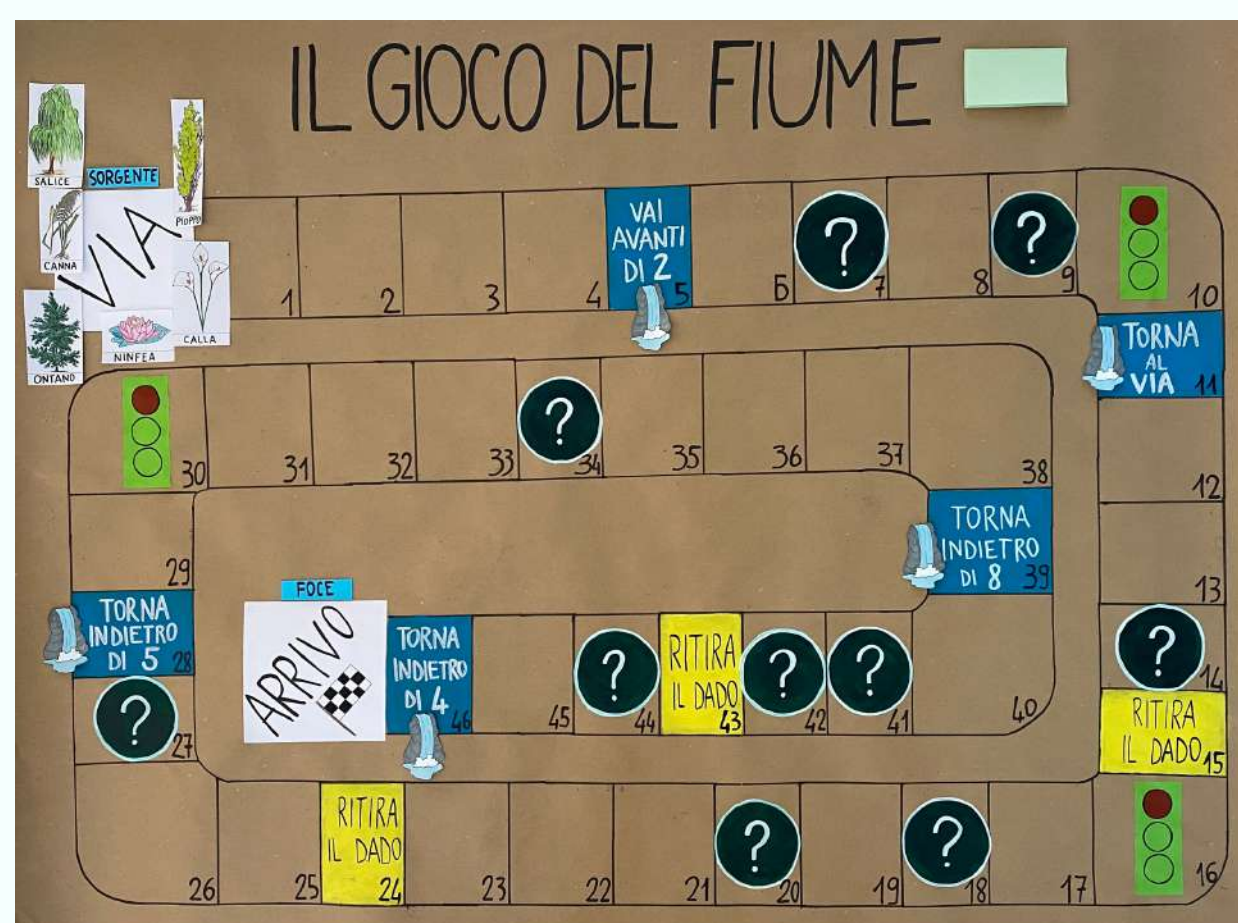 IL GIOCO DEL FIUME
SALICE
SORGENTE
PIOPPO
CANNA
VIA
CALLA
NINFEA
ONTANO
1
2
3
4
VAI
AVANTI
DI 2
5
6
?
7
8
?
9
10
TORNA
AL
VIA
11
12
13
?
14
RITIRA
IL DADO
15
16
17
?
18
19
?
20
21
22
23
RITIRA
IL DADO
24
25
26
?
27
TORNA
INDIETRO
DI 5
28
29
30
31
32
33
?
34
35
36
37
38
TORNA
INDIETRO
DI 8
39
40
?
41
?
42
RITIRA
IL DADO
43
?
44
45
TORNA
INDIETRO
DI 4
46
FOCE
ARRIVO